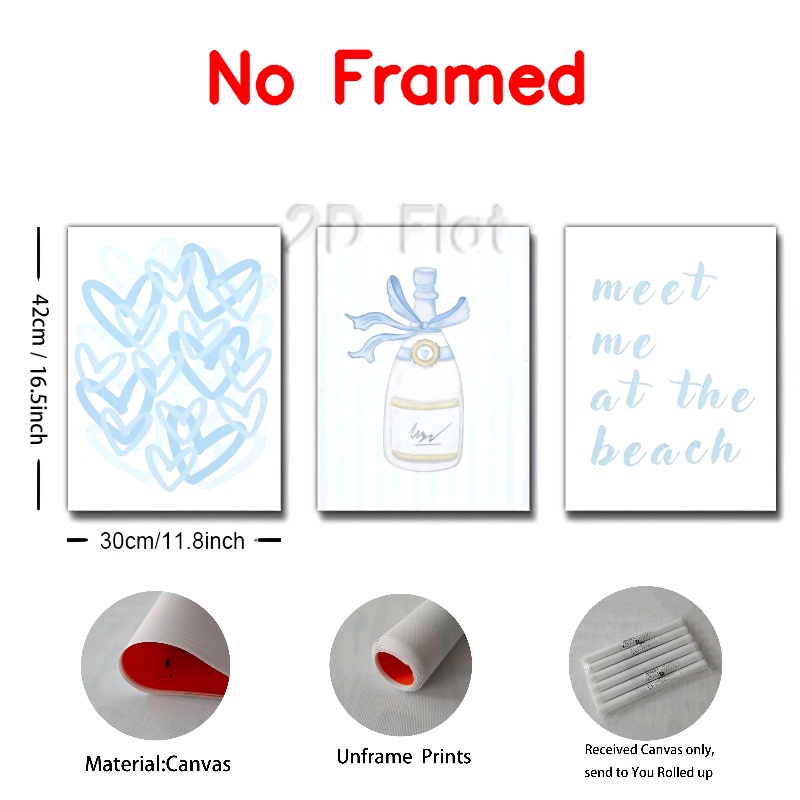 No Framed
2D Flat
42cm / 16.5inch
meet
me
at the
beach
30cm/11.8inch
Material:Canvas
Unframe Prints
Received Canvas only,
send to You Rolled up